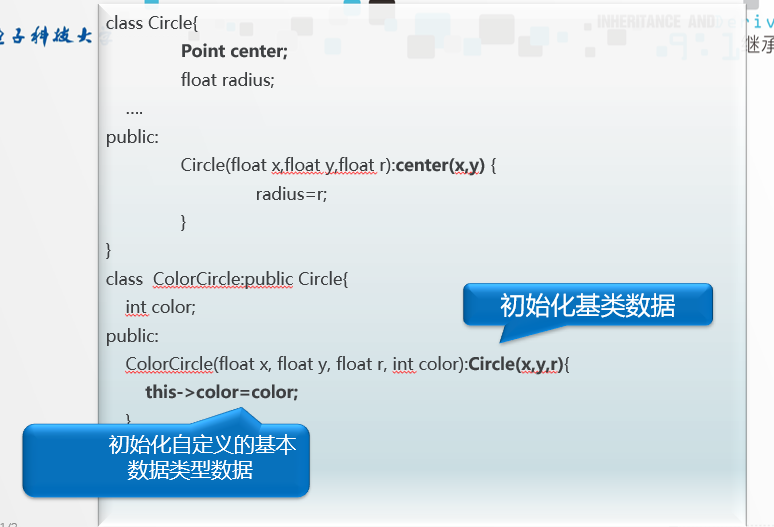 子科技大
INHERITANCE AND
继承
class Circle{
Point center;
float radius;
....
public:
Circle(float x,float y,float r):center(x,y) {
radius=r;
}
}
class ColorCircle:public Circle{
int color;
初始化基类数据
public:
ColorCircle(float x, float y, float r, int color):Circle(x,y,r){
this->color=color;
}
初始化自定义的基本
数据类型数据